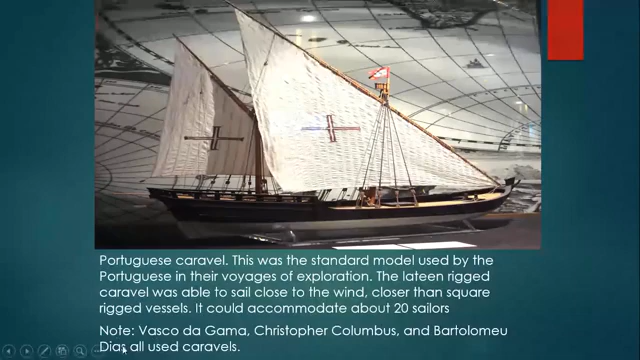 Portuguese caravel. This was the standard model used by the
Portuguese in their voyages of exploration. The lateen rigged
caravel was able to sail close to the wind, closer than square
rigged vessels. It could accommodate about 20 sailors
Note: Vasco da Gama, Christopher Columbus, and Bartolomeu
Dias all used caravels.